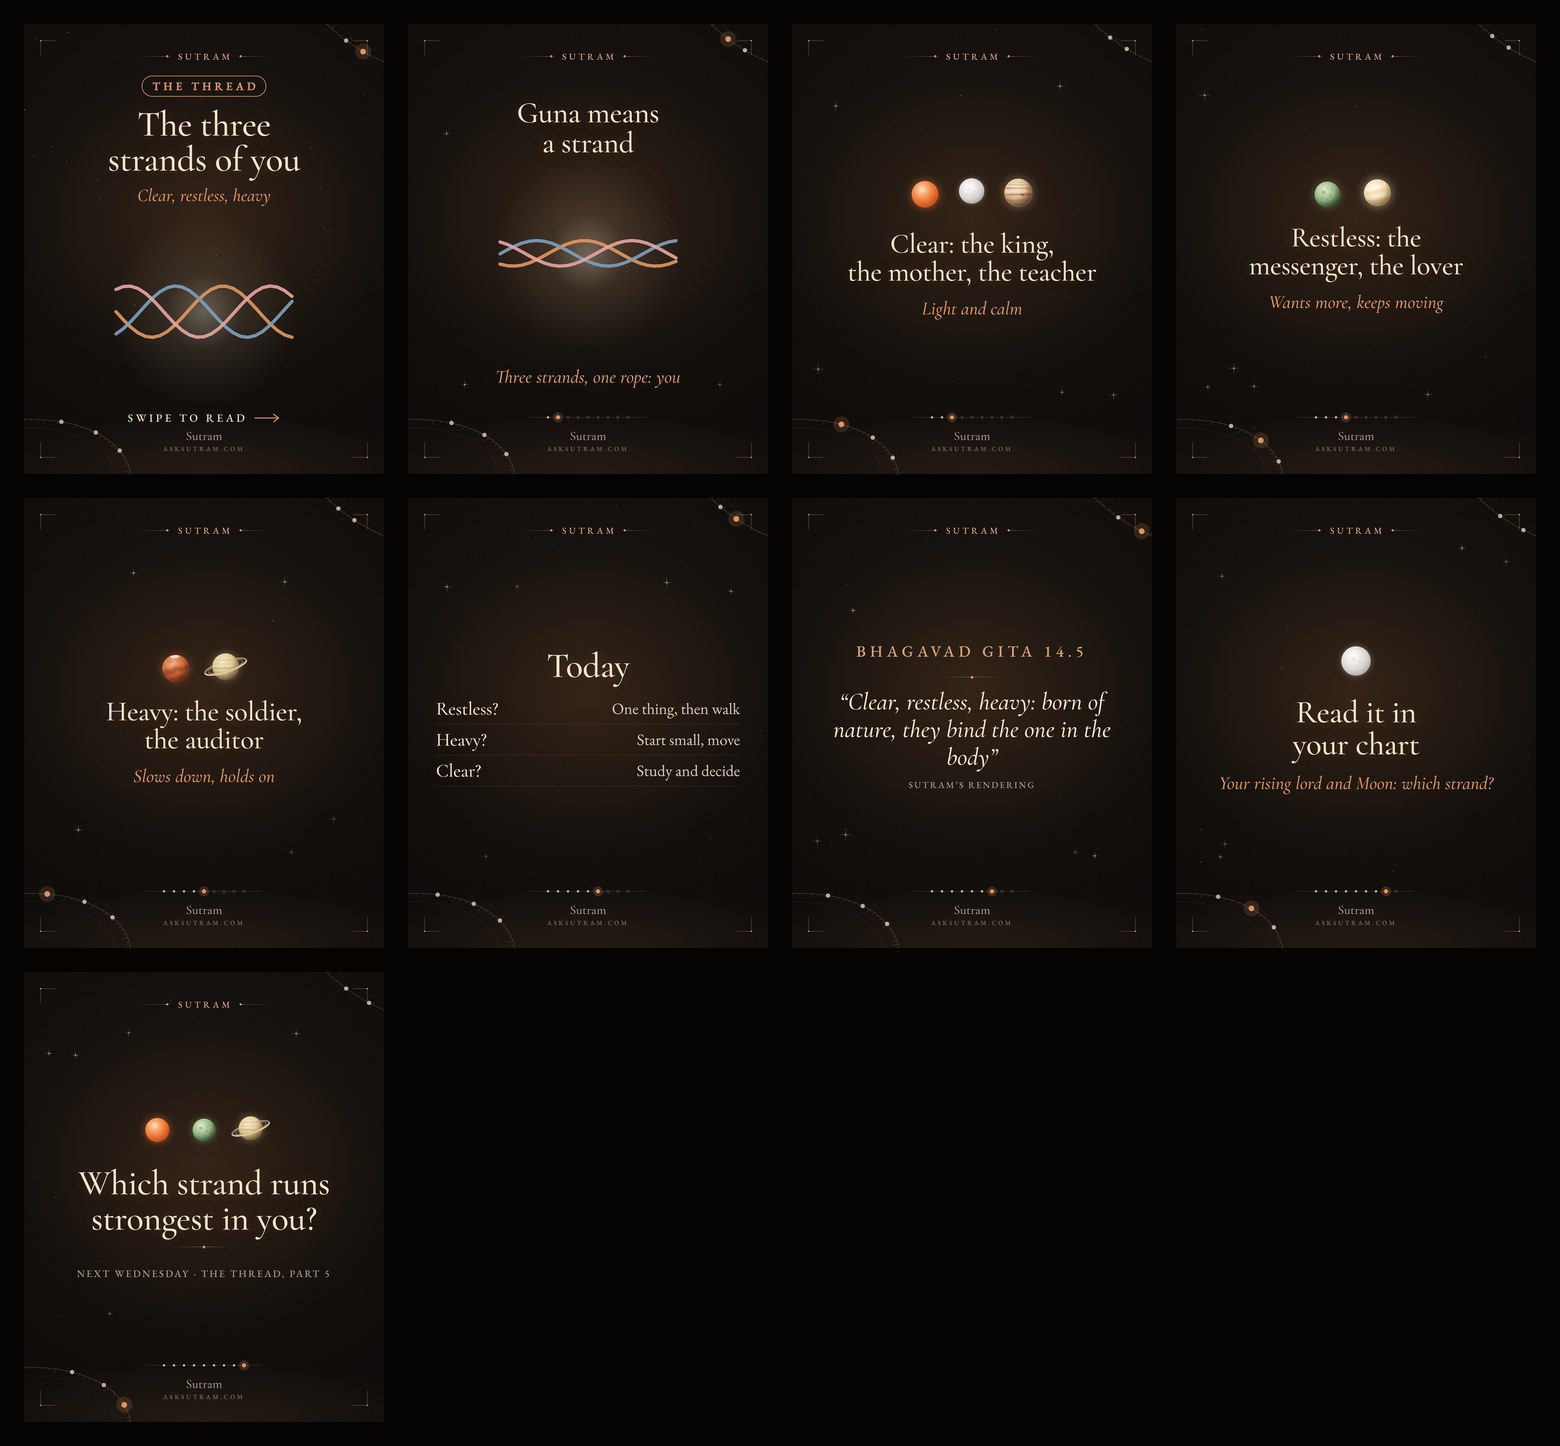 SUTRAM
THE THREAD
The three
strands of you
Clear, restless, heavy
SWIPE TO READ
Sutram
ASKSUTRAM.COM
SUTRAM
Guna means
a strand
Three strands, one rope: you
Sutram
ASKSUTRAM.COM
SUTRAM
Clear: the king,
the mother, the teacher
Light and calm
Sutram
ASKSUTRAM.COM
SUTRAM
Restless: the
messenger, the lover
Wants more, keeps moving
Sutram
ASKSUTRAM.COM
SUTRAM
Heavy: the soldier,
the auditor
Slows down, holds on
Sutram
ASKSUTRAM.COM
SUTRAM
Today
Restless? One thing, then walk
Heavy? Start small, move
Clear? Study and decide
Sutram
ASKSUTRAM.COM
SUTRAM
BHAGAVAD GITA 14.5
“Clear, restless, heavy: born of
nature, they bind the one in the
body”
SUTRAM'S RENDERING
Sutram
ASKSUTRAM.COM
SUTRAM
Read it in
your chart
Your rising lord and Moon: which strand?
Sutram
ASKSUTRAM.COM
SUTRAM
Which strand runs
strongest in you?
NEXT WEDNESDAY · THE THREAD, PART 5
Sutram
ASKSUTRAM.COM